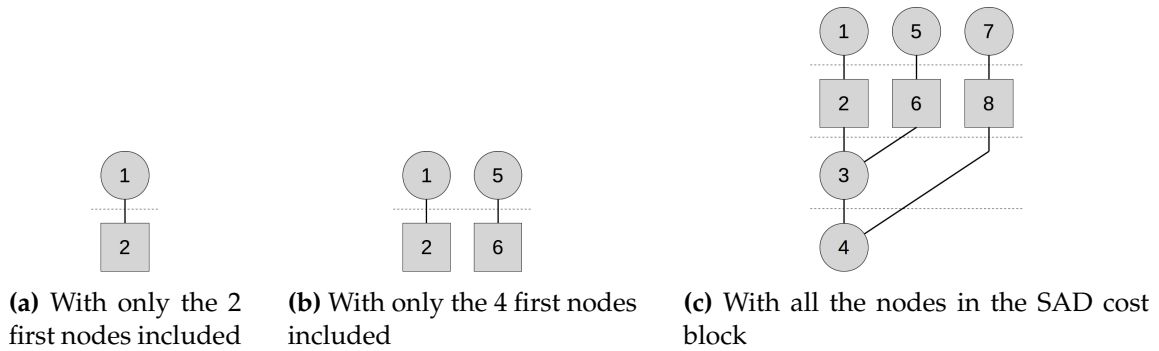 1 5 7
2 6 8
1 1 5 3
2 2 6 4
(a) With only the 2
first nodes included
(b) With only the 4 first nodes
included
(c) With all the nodes in the SAD cost
block